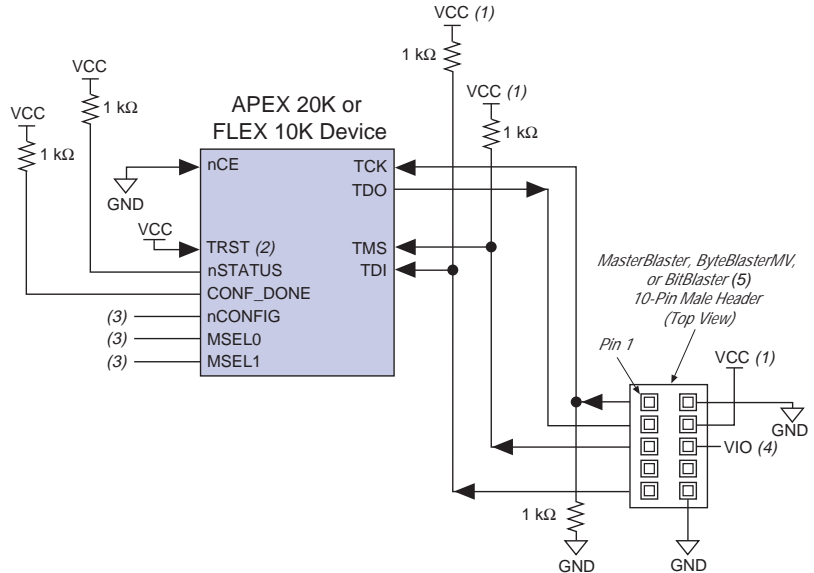 VCC (1)
1 kΩ
VCC
1 kΩ
VCC (1)
1 kΩ
VCC
1 kΩ
APEX 20K or
FLEX 10K Device
nCE
TCK
GND
TDO
VCC
TRST (2)
TMS
nSTATUS
TDI
CONF_DONE
(3)
nCONFIG
(3)
MSEL0
(3)
MSEL1
MasterBlaster, ByteBlasterMV,
or BitBlaster (5)
10-Pin Male Header
(Top View)
Pin 1
VCC (1)
GND
VIO (4)
1 kΩ
GND
GND